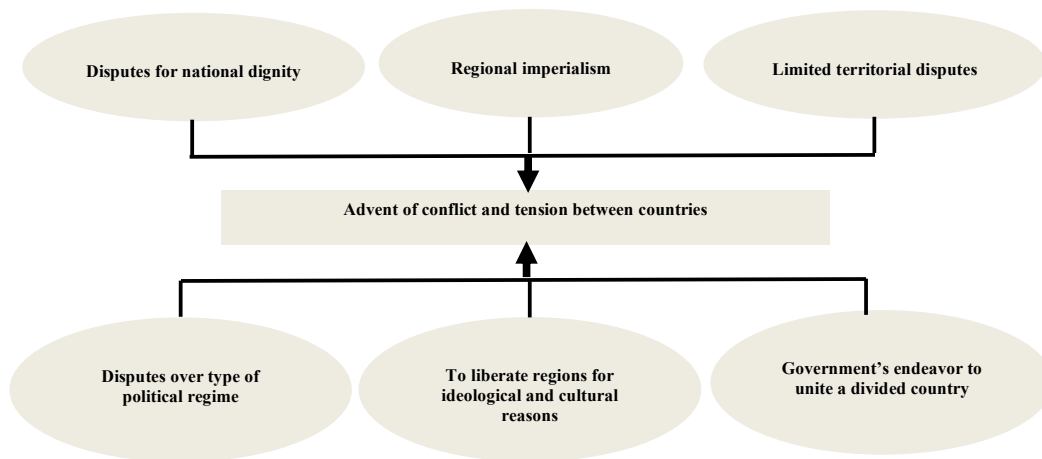 Disputes for national dignity
Regional imperialism
Limited territorial disputes
Advent of conflict and tension between countries
Disputes over type of
political regime
To liberate regions for
ideological and cultural
reasons
Government's endeavor to
unite a divided country